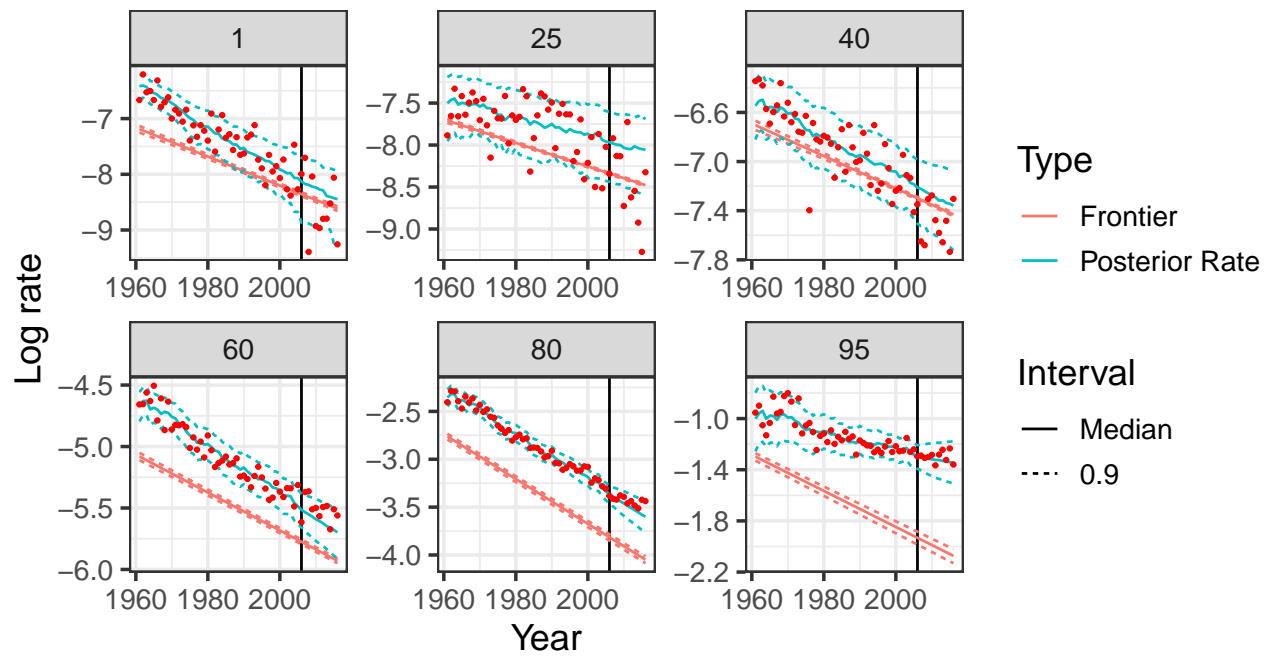 1
25
40
−7
−8
−9
−7.5
−8.0
−8.5
−9.0
−6.6
−7.0
−7.4
−7.8
1960 1980 2000
1960 1980 2000
1960 1980 2000
60
80
95
−4.5
−5.0
−5.5
−6.0
−2.5
−3.0
−3.5
−4.0
−1.0
−1.4
−1.8
−2.2
1960 1980 2000
1960 1980 2000
1960 1980 2000
Log rate
Year
Type
Frontier
Posterior Rate
Interval
Median
0.9